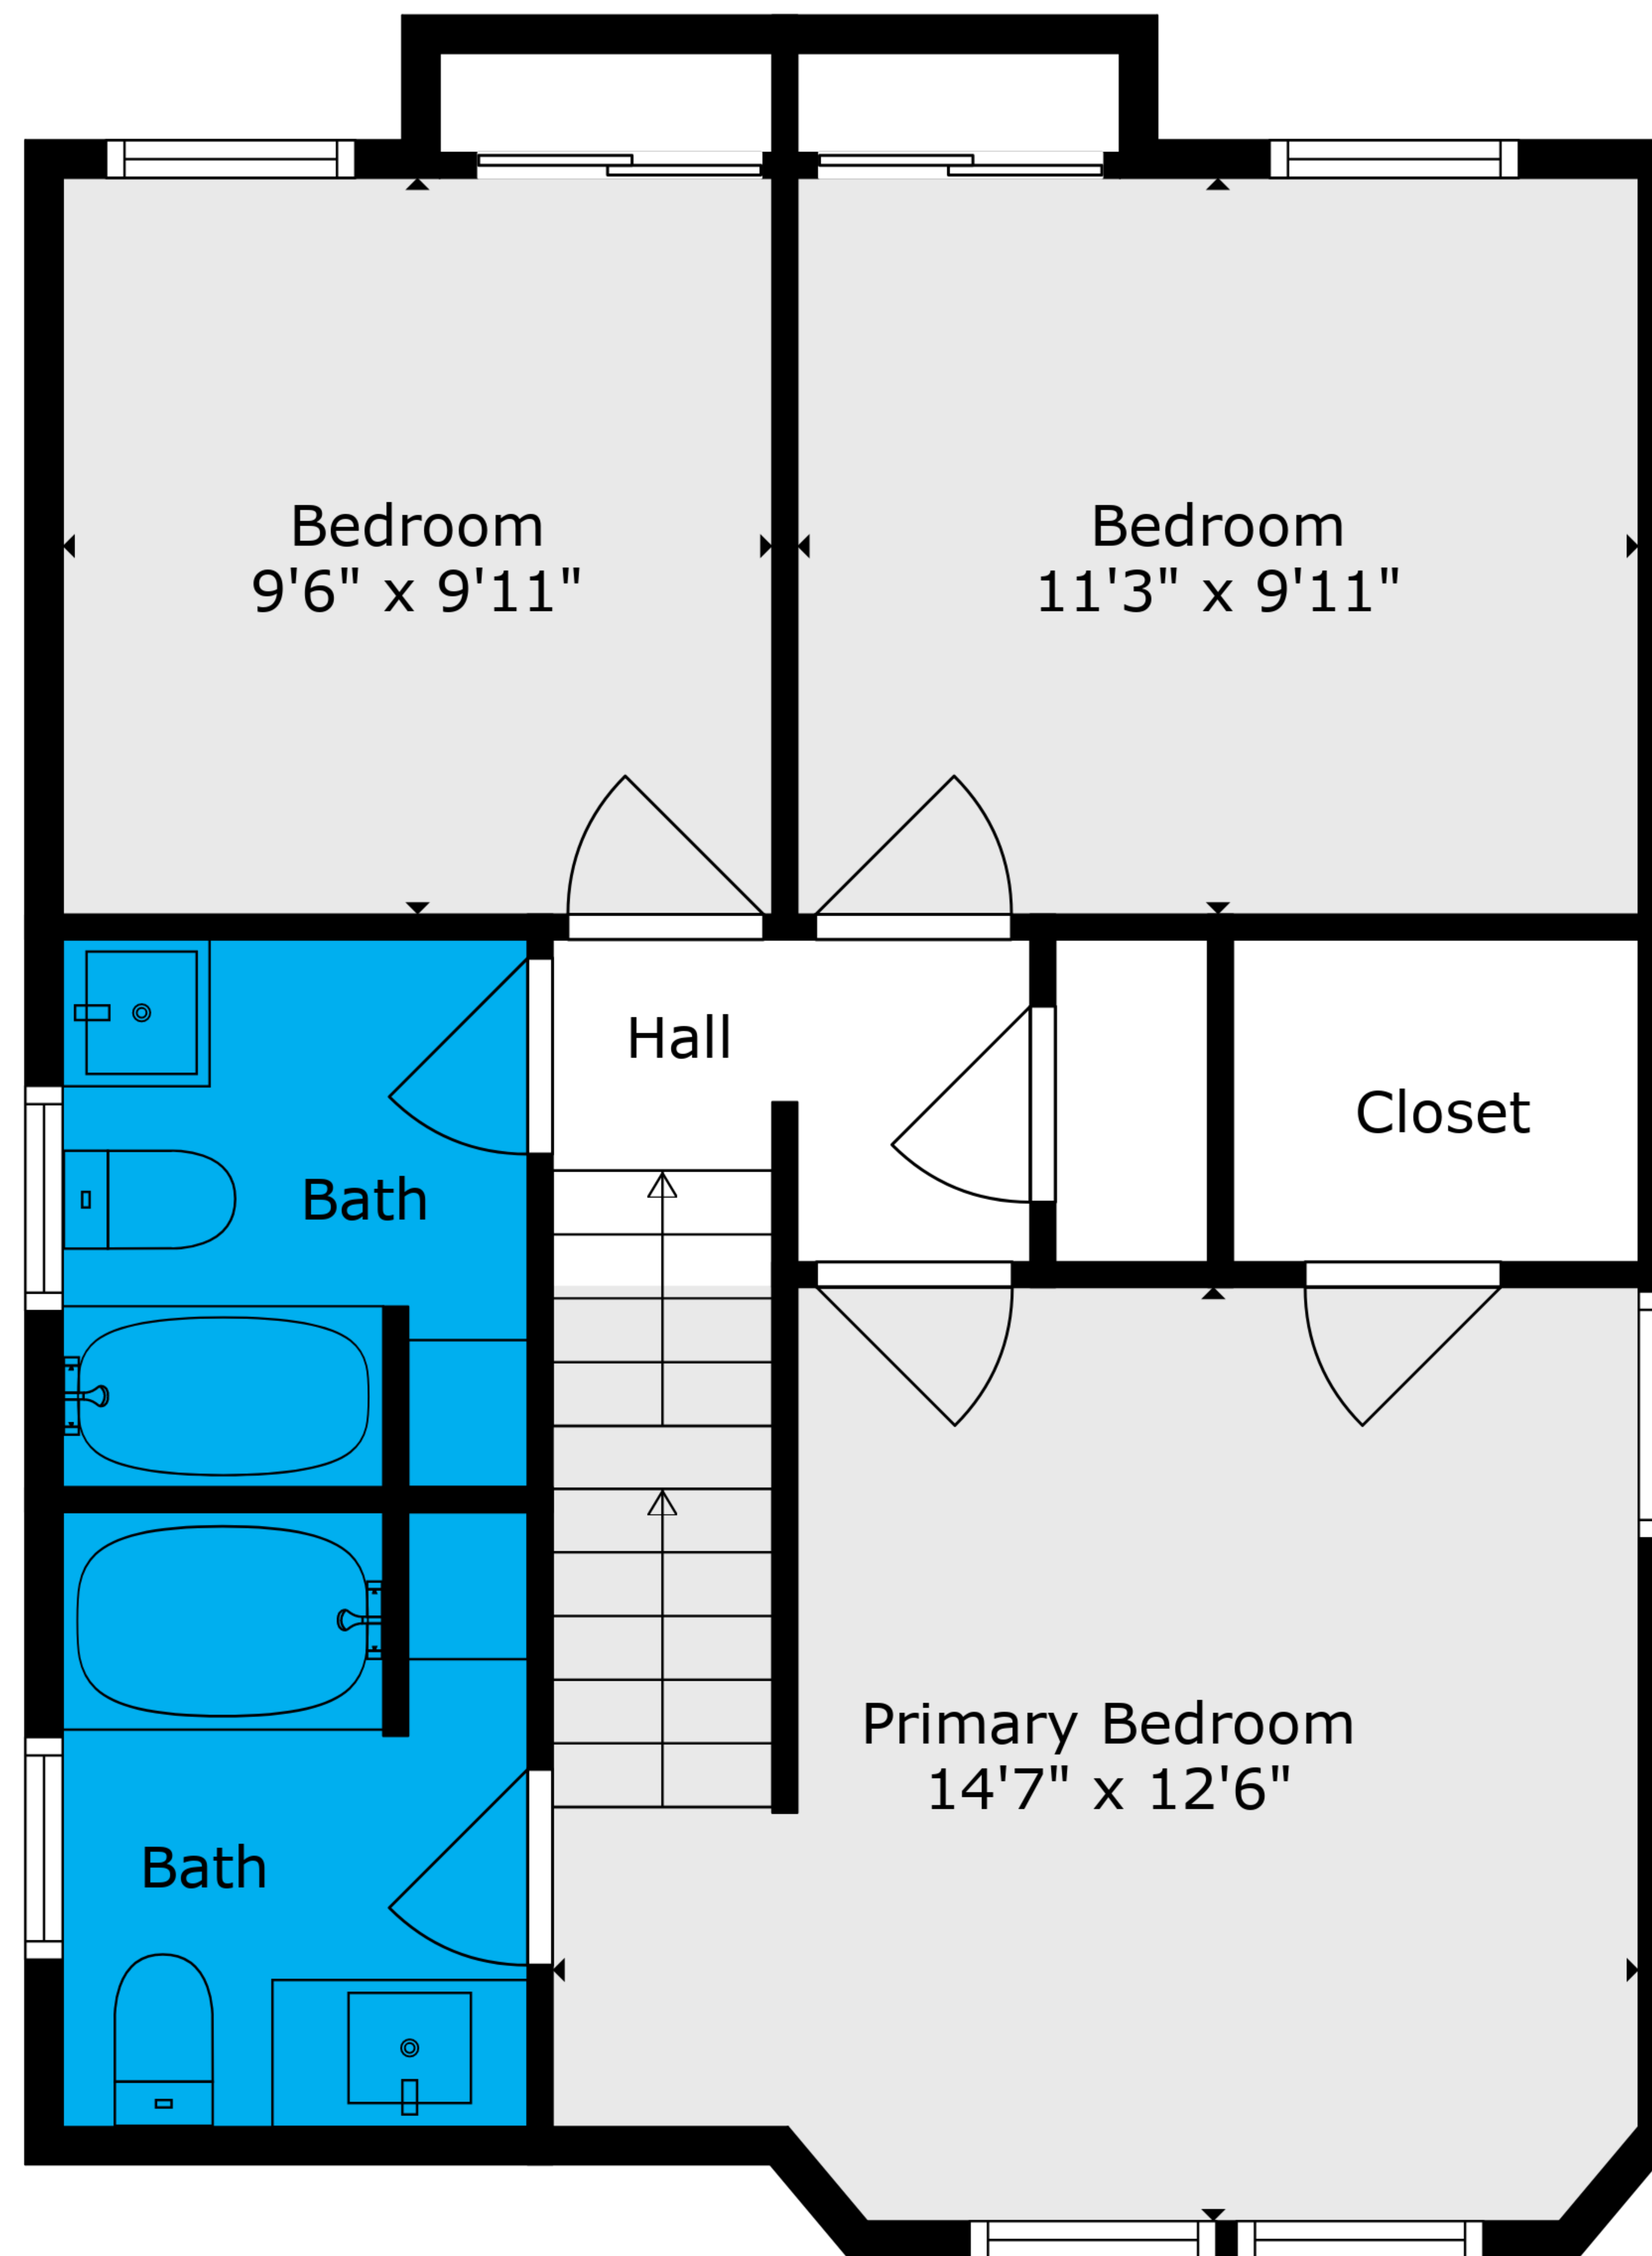 Bedroom
9'6" x 9'11"
Bedroom
11'3" x 9'11"
Hall
Closet
Bath
Primary Bedroom
14'7" x 12'6"
Bath